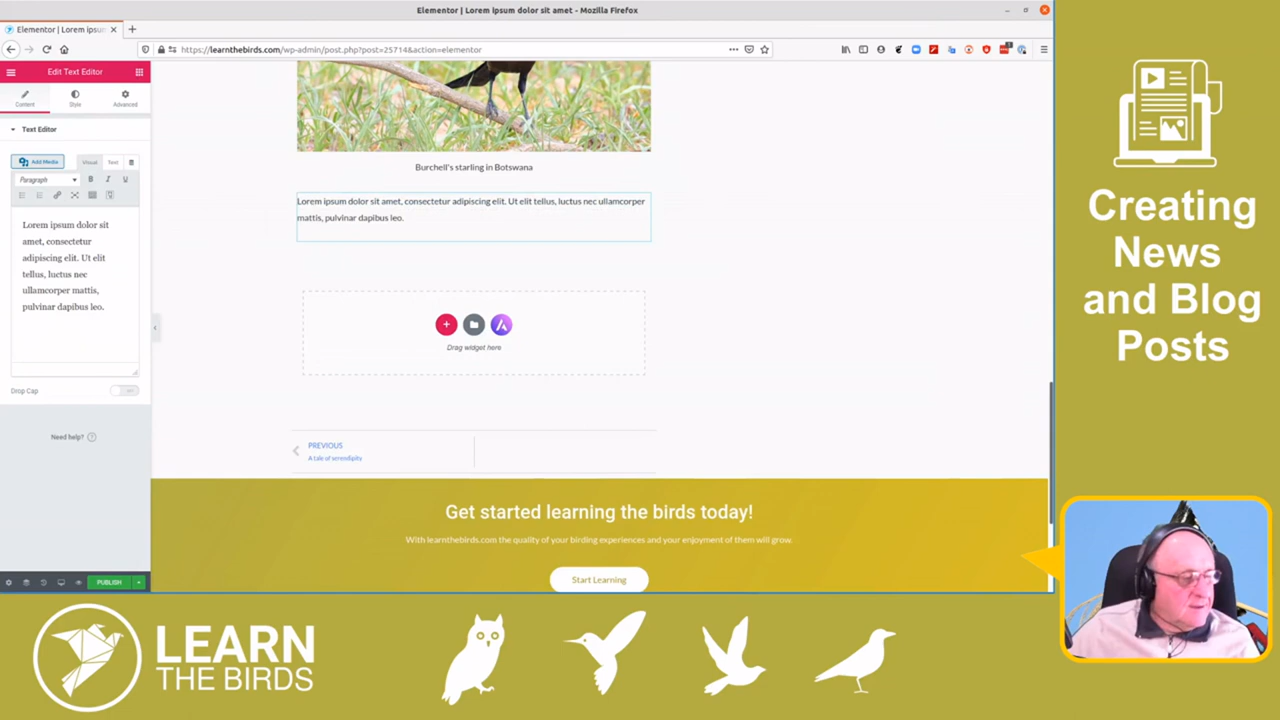 Elementor | Lorem ipsum dolor sit amet - Mozilla Firefox
Elementor | Lorem ipsu
https://learnthebirds.com/wp-admin/post.php?post=25714&action=elementor
Edit Text Editor
Content
Style
Advanced
Text Editor
Add Media
Visual
Text
Paragraph
B
I
U
Lorem ipsum dolor sit
amet, consectetur
adipiscing elit. Ut elit
tellus, luctus nec
ullamcorper mattis,
pulvinar dapibus leo.
Drop Cap
Need help?
PUBLISH
Burchell's starling in Botswana
Lorem ipsum dolor sit amet, consectetur adipiscing elit. Ut elit tellus, luctus nec ullamcorper
mattis, pulvinar dapibus leo.
Drag widget here
PREVIOUS
A tale of serendipity
Get started learning the birds today!
With learnthebirds.com the quality of your birding experiences and your enjoyment of them will grow.
Start Learning
Creating
News
and Blog
Posts
LEARN
THE BIRDS